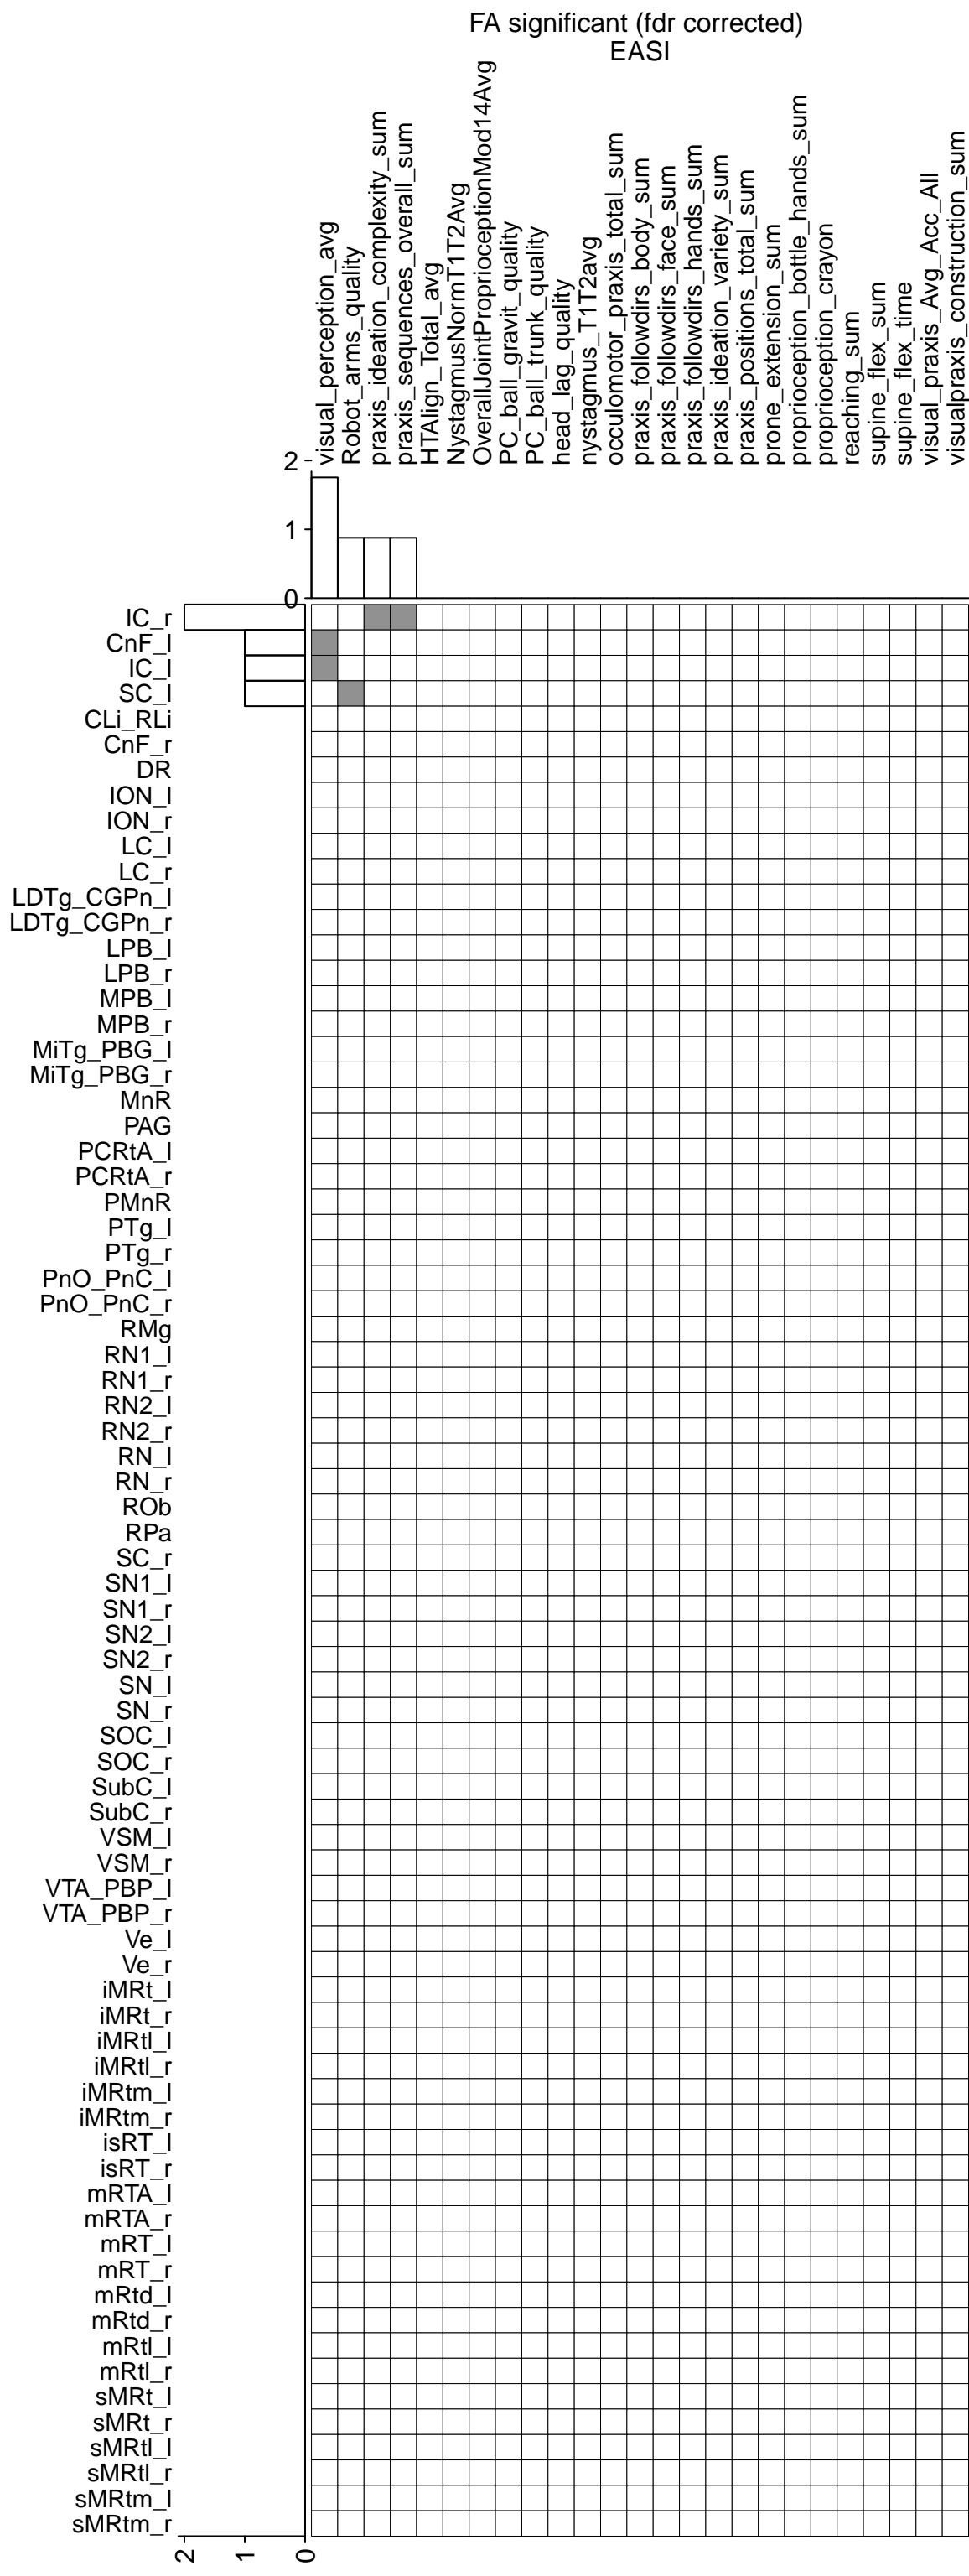 FA significant (fdr corrected)
EASI
visual_perception_avg
Robot_arms_quality
praxis_ideation_complexity_sum
praxis_sequences_overall_sum
HTAlign_Total_avg
NystagmusNormT1T2Avg
OverallJointProprioceptionMod14Avg
PC_ball_gravit_quality
PC_ball_trunk_quality
head_lag_quality
nystagmus_T1T2avg
occulomotor_praxis_total_sum
praxis_followdirs_body_sum
praxis_followdirs_face_sum
praxis_followdirs_hands_sum
praxis_ideation_variety_sum
praxis_positions_total_sum
prone_extension_sum
proprioception_bottle_hands_sum
proprioception_crayon
reaching_sum
supine_flex_sum
supine_flex_time
visual_praxis_Avg_Acc_All
visualpraxis_construction_sum
2
1
0
IC_r
CnF_l
IC_l
SC_l
CLi_RLi
CnF_r
DR
ION_l
ION_r
LC_l
LC_r
LDTg_CGPn_l
LDTg_CGPn_r
LPB_l
LPB_r
MPB_l
MPB_r
MiTg_PBG_l
MiTg_PBG_r
MnR
PAG
PCRtA_l
PCRtA_r
PMnR
PTg_l
PTg_r
PnO_PnC_l
PnO_PnC_r
RMg
RN1_l
RN1_r
RN2_l
RN2_r
RN_l
RN_r
ROb
RPa
SC_r
SN1_l
SN1_r
SN2_l
SN2_r
SN_l
SN_r
SOC_l
SOC_r
SubC_l
SubC_r
VSM_l
VSM_r
VTA_PBP_l
VTA_PBP_r
Ve_l
Ve_r
iMRt_l
iMRt_r
iMRtl_l
iMRtl_r
iMRtm_l
iMRtm_r
isRT_l
isRT_r
mRTA_l
mRTA_r
mRT_l
mRT_r
mRtd_l
mRtd_r
mRtl_l
mRtl_r
sMRt_l
sMRt_r
sMRtl_l
sMRtl_r
sMRtm_l
sMRtm_r
2 1 0